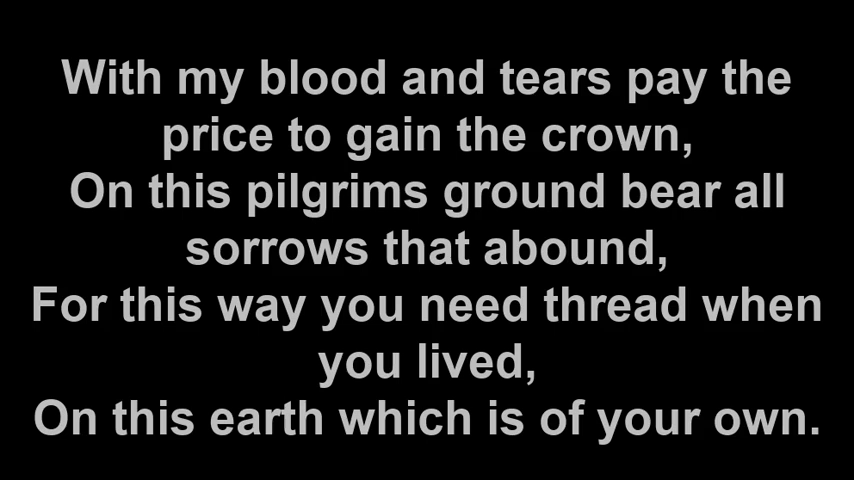 With my blood and tears pay the
price to gain the crown,
On this pilgrims ground bear all
sorrows that abound,
For this way you need thread when
you lived,
On this earth which is of your own.